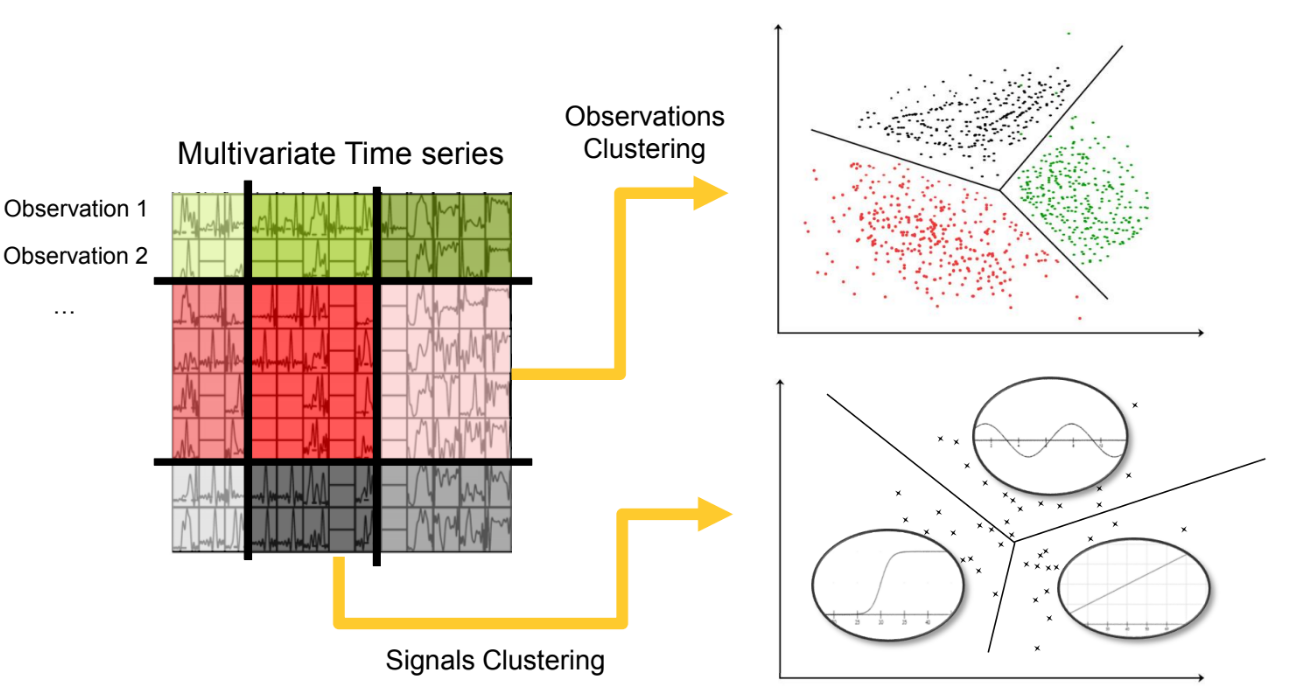 Multivariate Time series
Observation 1
Observation 2
...
Observations
Clustering
Signals Clustering